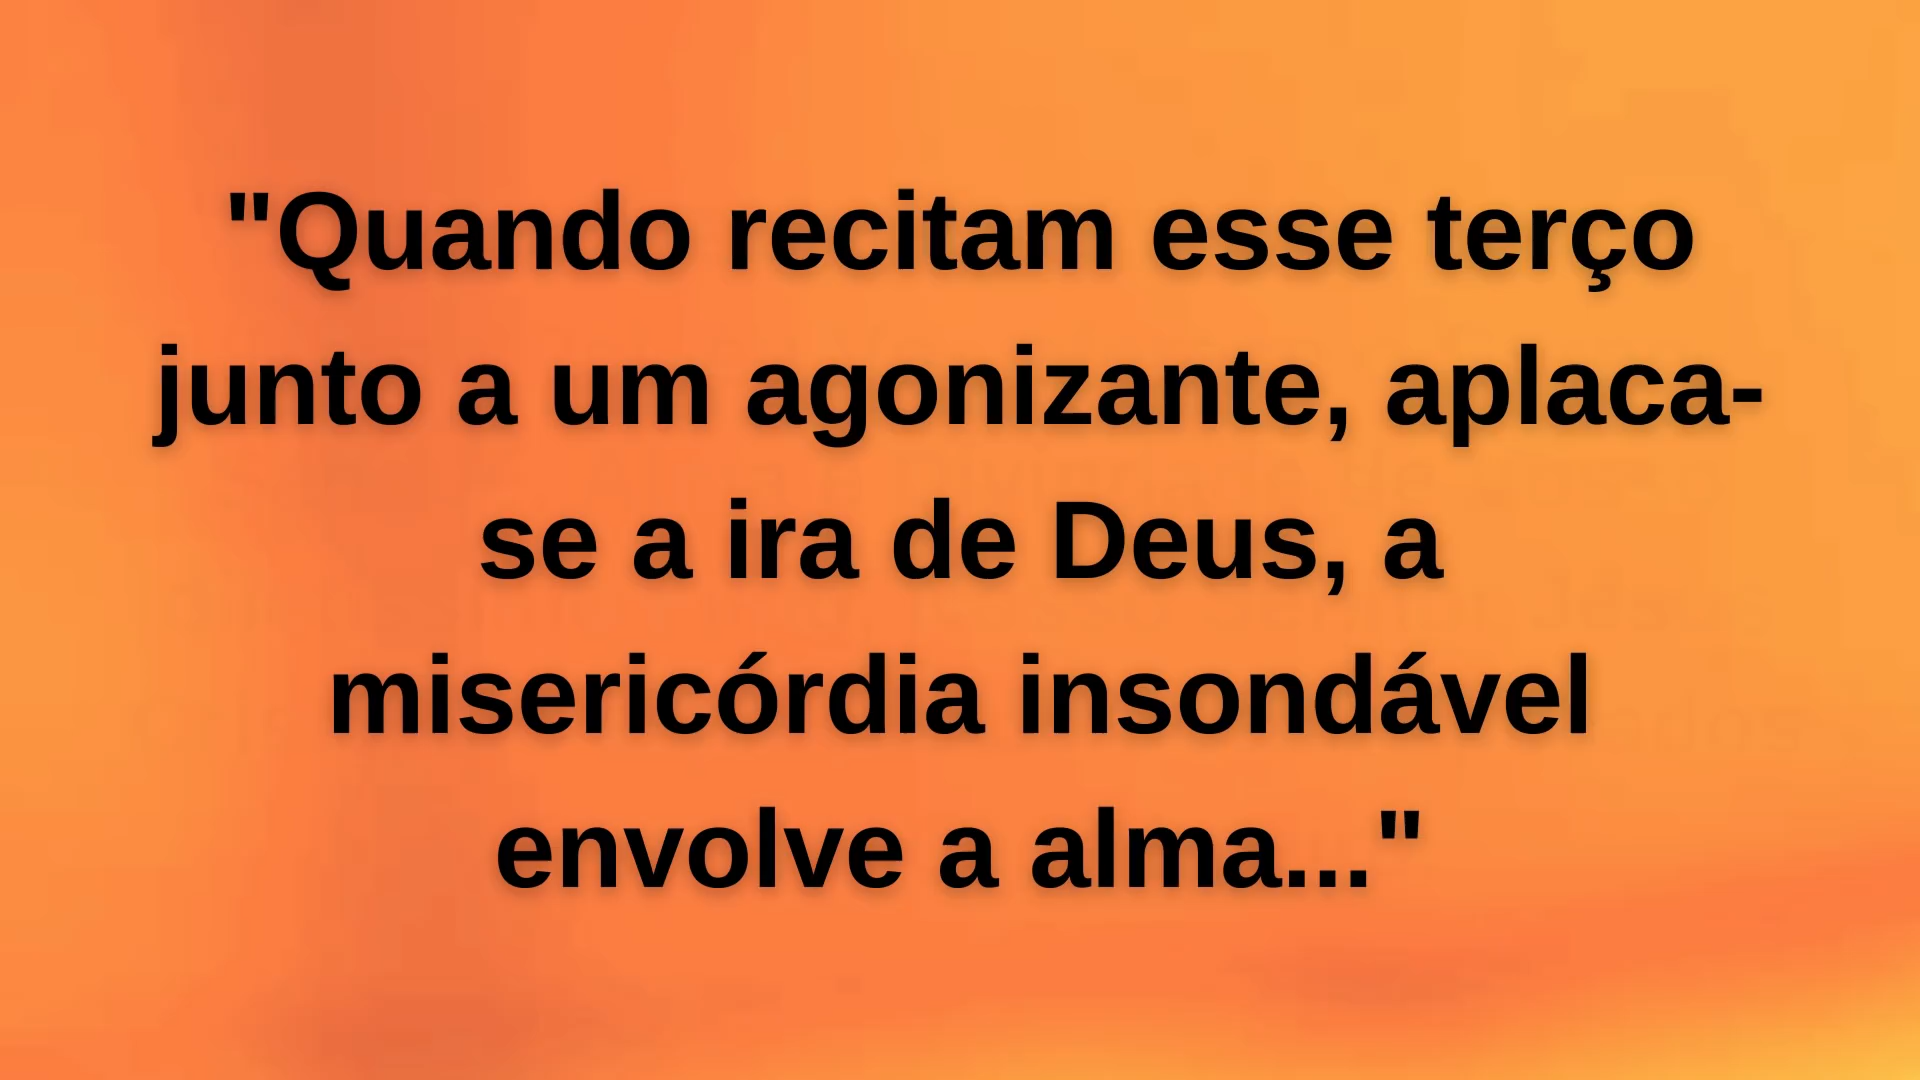 "Quando recitam esse terço
junto a um agonizante, aplaca-
se a ira de Deus, a
misericórdia insondável
envolve a alma..."